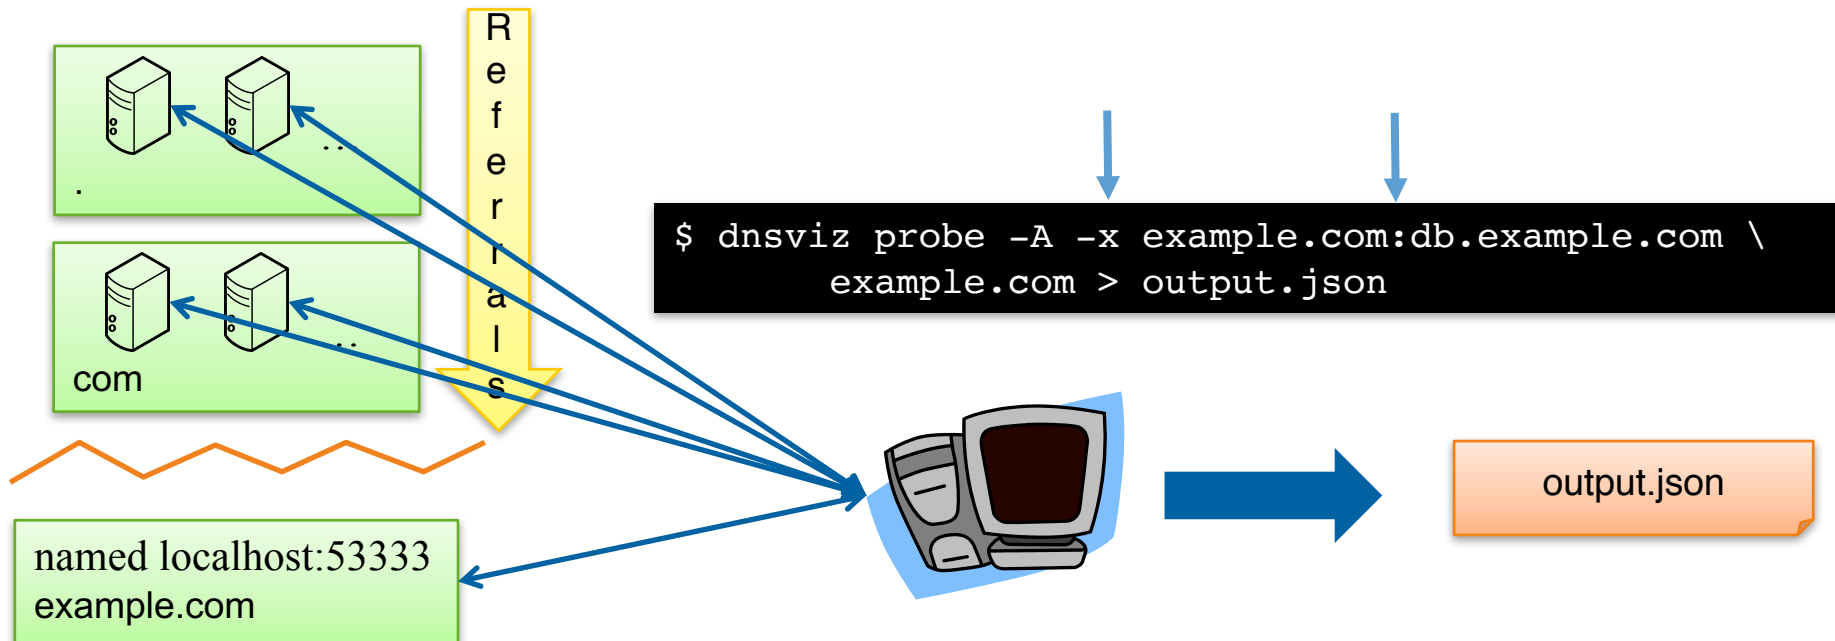 .
...
com
..
Referrals
$ dnsviz probe -A -x example.com:db.example.com \
example.com > output.json
output.json
named localhost:53333
example.com